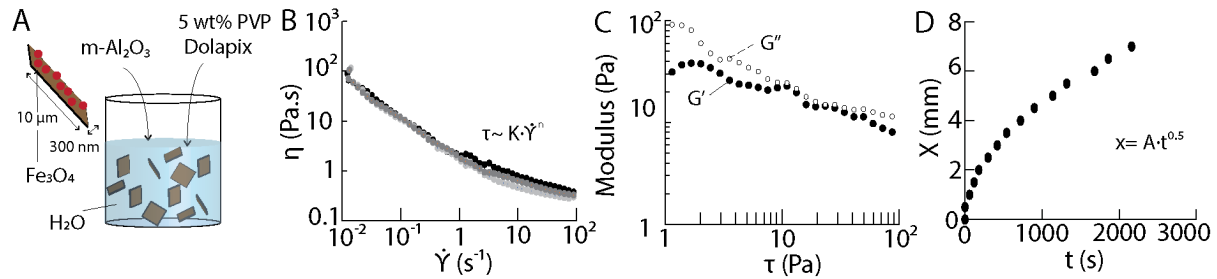 A
5 wt% PVP
Dolapix
m-Al₂O₃
10 µm
300 nm
Fe₃O₄
H₂O
B
10³
10²
10
1
0.1
η (Pa.s)
τ~ K·γ̇ⁿ
10⁻²
10⁻¹
1
10¹
10²
γ̇ (s⁻¹)
C
10²
10
1
Modulus (Pa)
G''
G'
1
10
10²
τ (Pa)
D
8
6
4
2
0
X (mm)
x= A·t⁰·⁵
0
1000
2000
3000
t (s)